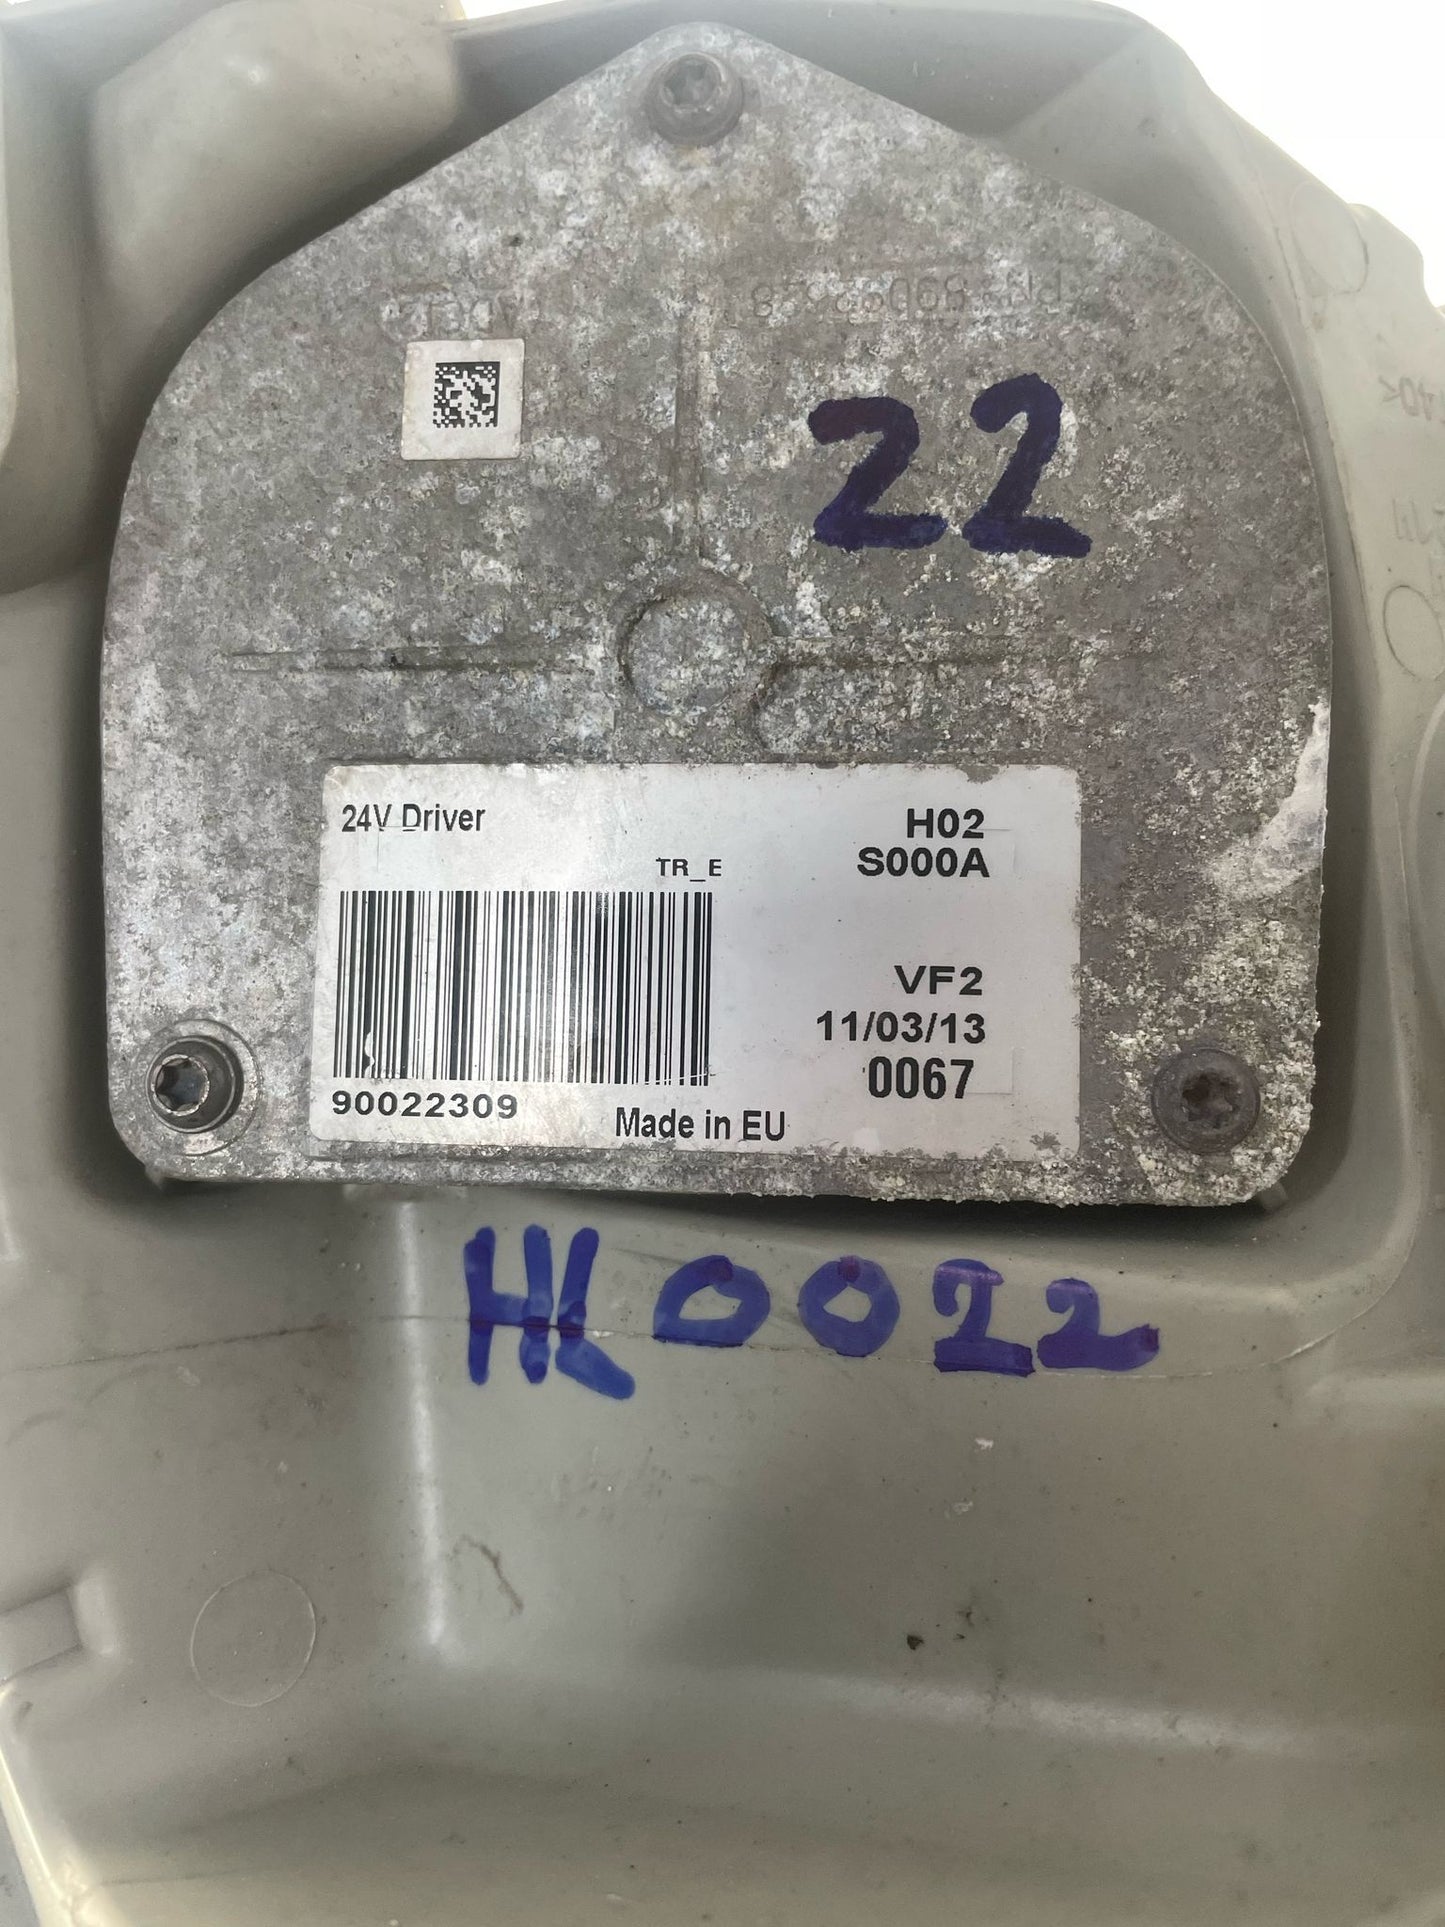 22
24V Driver
H02
TR_E
S000A
VF2
11/03/13
0067
90022309
Made in EU
HL0022